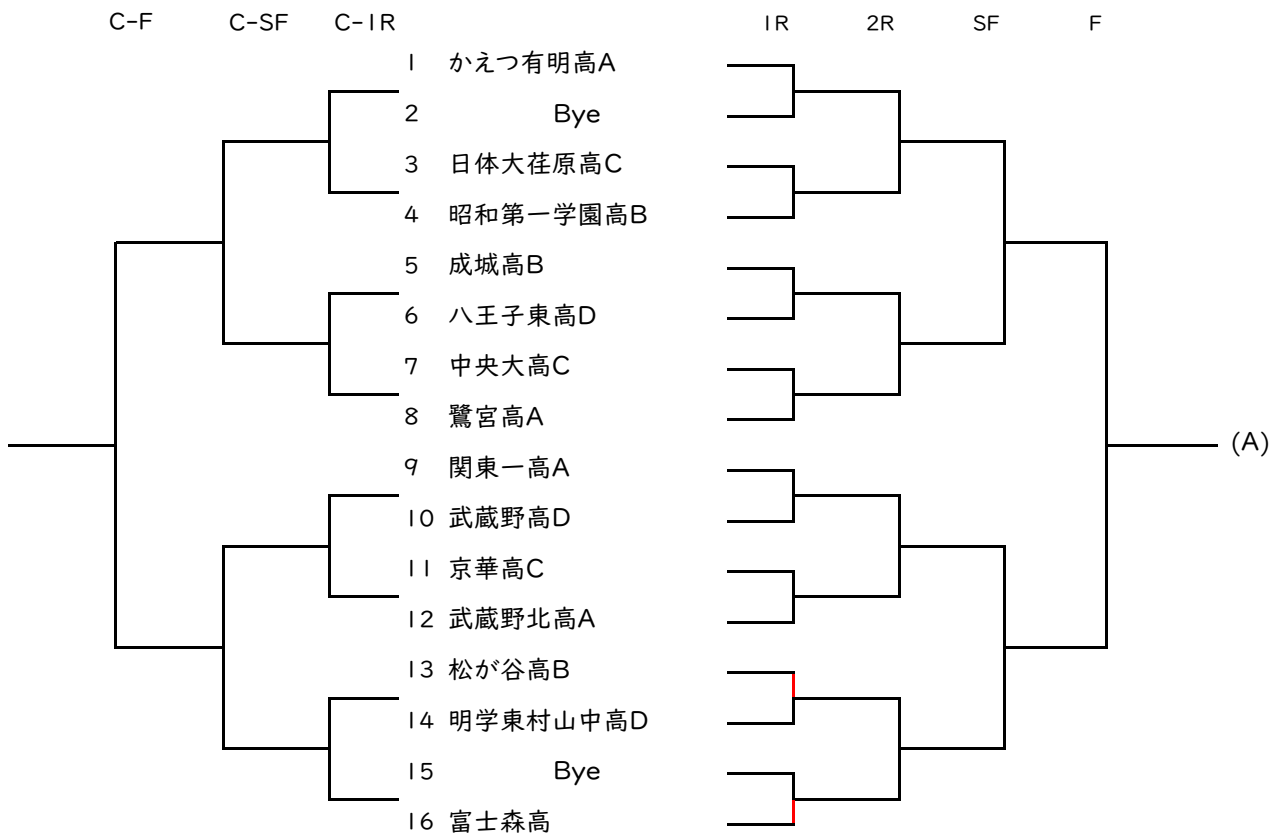 C-F C-SF C-1R 1R 2R SF F
1 かえつ有明高A
2 Bye
3 日体大荏原高C
4 昭和第一学園高B
5 成城高B
6 八王子東高D
7 中央大高C
8 鷺宮高A
(A)
9 関東一高A
10 武蔵野高D
11 京華高C
12 武蔵野北高A
13 松が谷高B
14 明学東村山中高D
15 Bye
16 富士森高